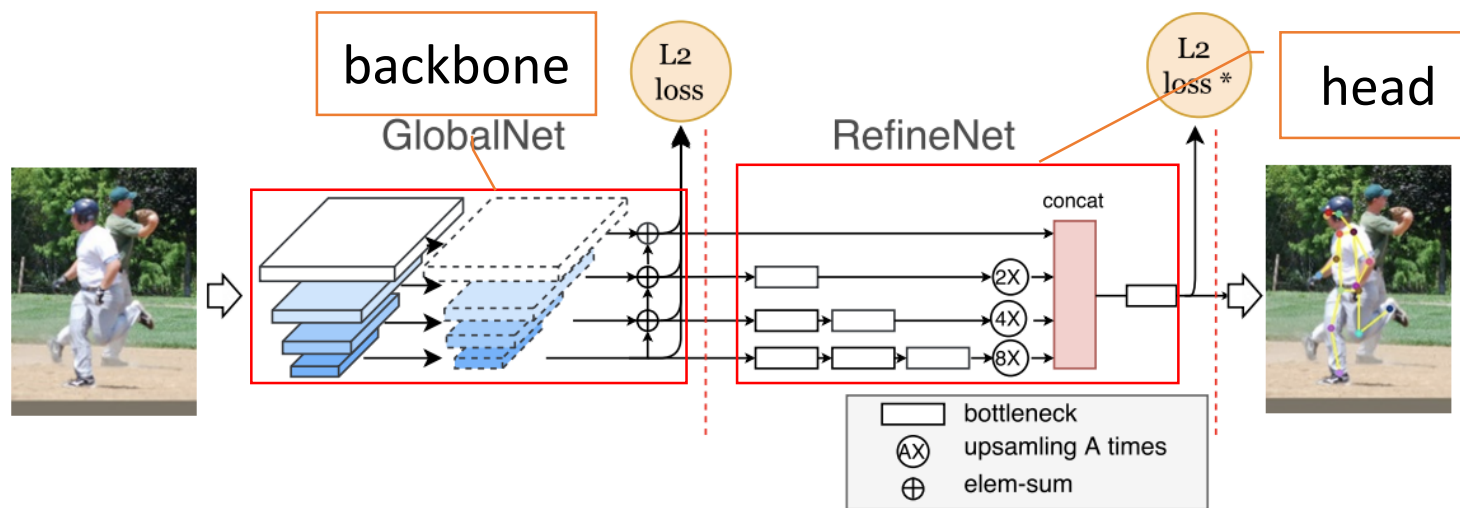 backbone
L2
loss
L2
loss *
head
GlobalNet
RefineNet
concat
2X
4X
8X
bottleneck
AX
upsamling A times
elem-sum